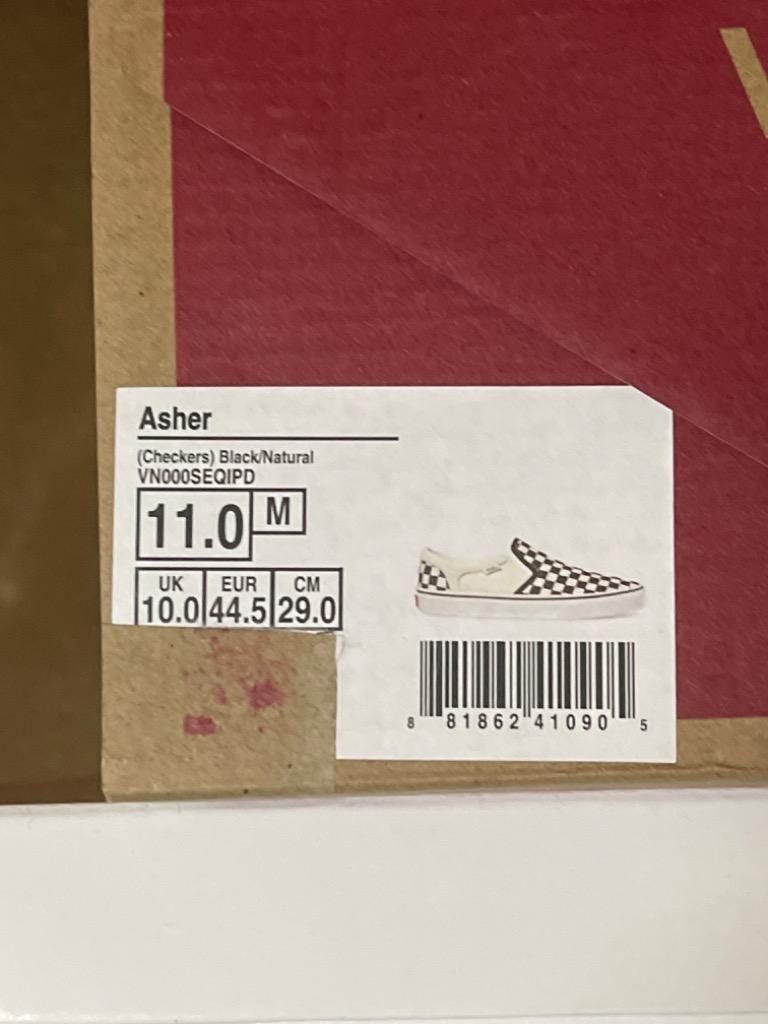 Asher
(Checkers) Black/Natural
VN000SEQIPD
11.0 M
UK EUR CM
10.0 44.5 29.0
8 81862 41090 5